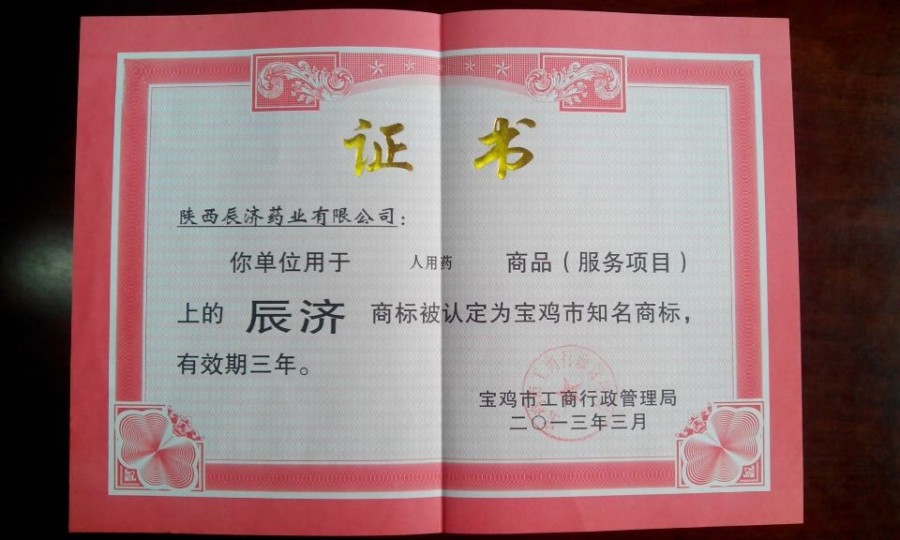 证书
陕西辰济药业有限公司：
你单位用于 人用药 商品（服务项目）
上的 辰济 商标被认定为宝鸡市知名商标，
有效期三年。
宝鸡市工商行政管理局
二〇一三年三月